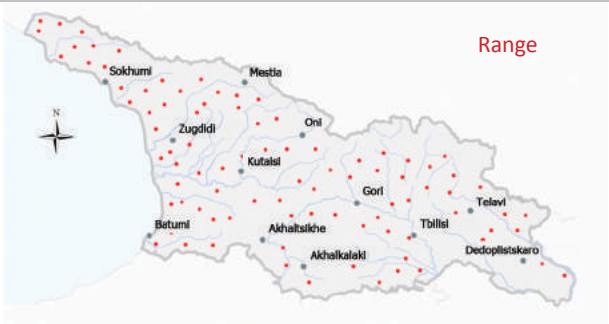 Range
Sokhumi
Mestia
N
Zugdidi
Oni
Kutaisi
Gori
Telavi
Batumi
Akhaltsikhe
Tbilisi
Dedoplistskaro
Akhalkalaki